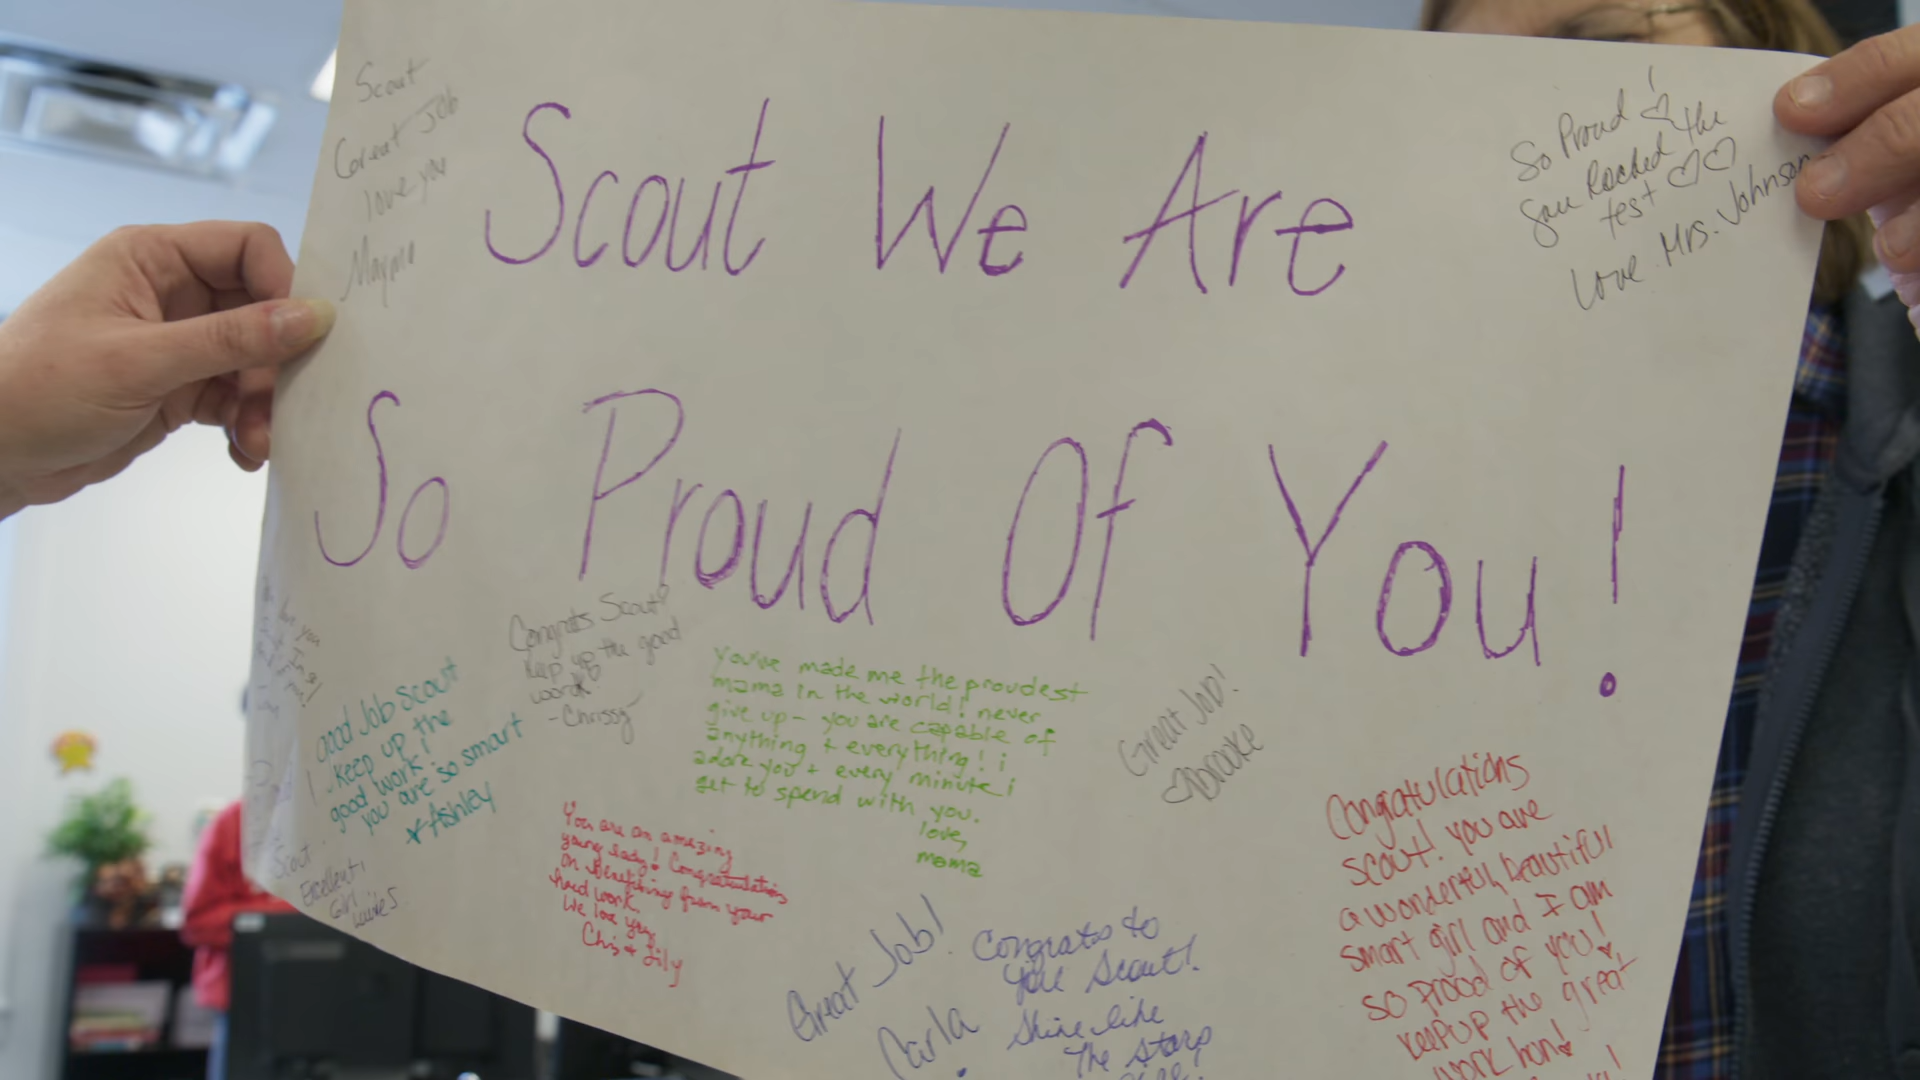 Scout
Great Job
love you
Scout We Are
So Proud!
you Rocked the
test
Love Mrs. Johnson
So Proud Of You!
Congrats Scout!
Keep up the good
work
-Chrissy
Good Job Scout
! Keep up the
good work!
you are so smart
Ashley
You've made me the proudest
mama in the world! never
give up - you are capable of
anything + everything! i
adore you + every minute i
get to spend with you.
love,
mama
Great Job!
Brooke
Scout
Excellent!
Girl
You are an amazing
young lady! Congratulations
on benefiting from your
hard work.
We love you,
Chris + Lily
Great Job!
Carla
Congrats to
You Scout!
Shine like
The stars
Congratulations
scout! you are
a wonderful, beautiful
smart girl and I am
so proud of you!
keep up the great
work hon!